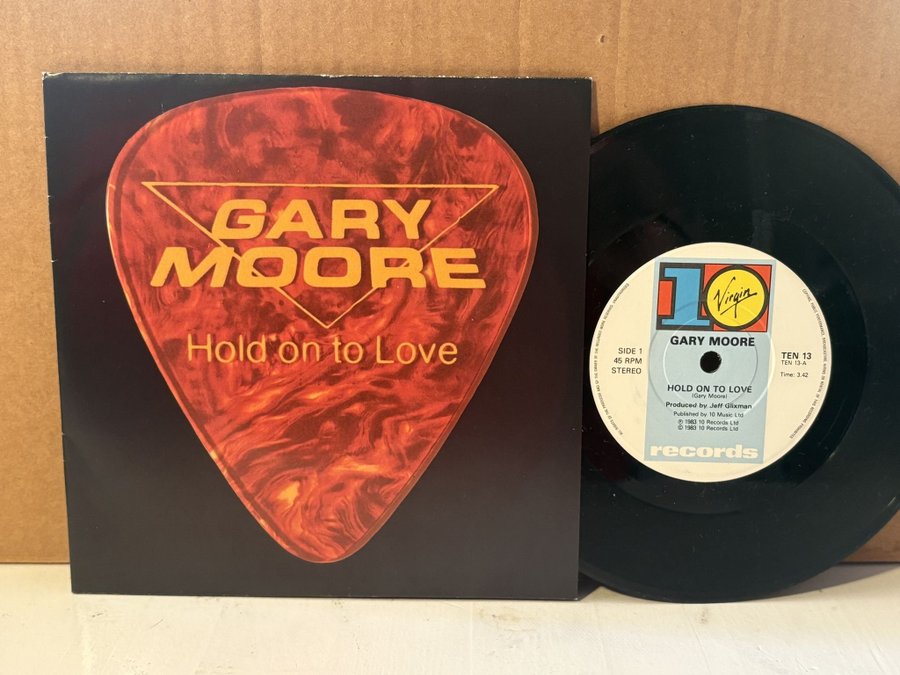 GARY
MOORE
Hold on to Love
10
Virgin
GARY MOORE
SIDE 1
45 RPM
STEREO
TEN 13
TEN 13-A
Time: 3.42
HOLD ON TO LOVE
(Gary Moore)
Produced by Jeff Glixman
Published by 10 Music Ltd
℗ 1983 10 Records Ltd
© 1983 10 Records Ltd
records